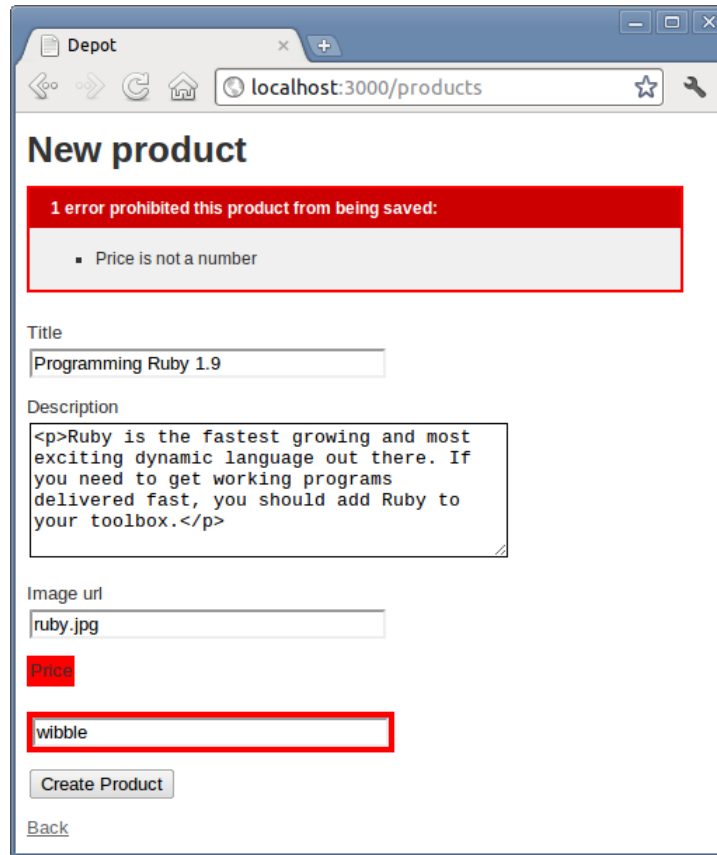 Depot
localhost:3000/products
New product
1 error prohibited this product from being saved:
Price is not a number
Title
Programming Ruby 1.9
Description
<p>Ruby is the fastest growing and most
exciting dynamic language out there. If
you need to get working programs
delivered fast, you should add Ruby to
your toolbox.</p>
Image url
ruby.jpg
Price
wibble
Create Product
Back